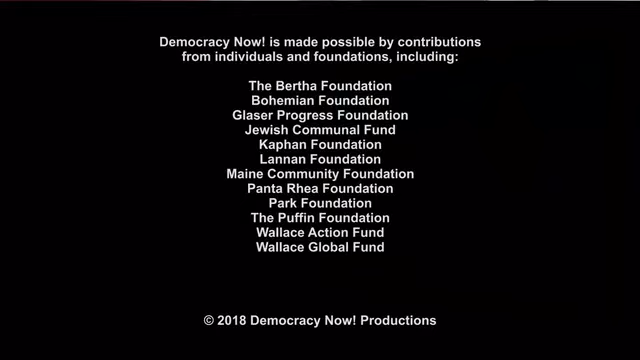 Democracy Now! is made possible by contributions
from individuals and foundations, including:
The Bertha Foundation
Bohemian Foundation
Glaser Progress Foundation
Jewish Communal Fund
Kaphan Foundation
Lannan Foundation
Maine Community Foundation
Panta Rhea Foundation
Park Foundation
The Puffin Foundation
Wallace Action Fund
Wallace Global Fund
© 2018 Democracy Now! Productions